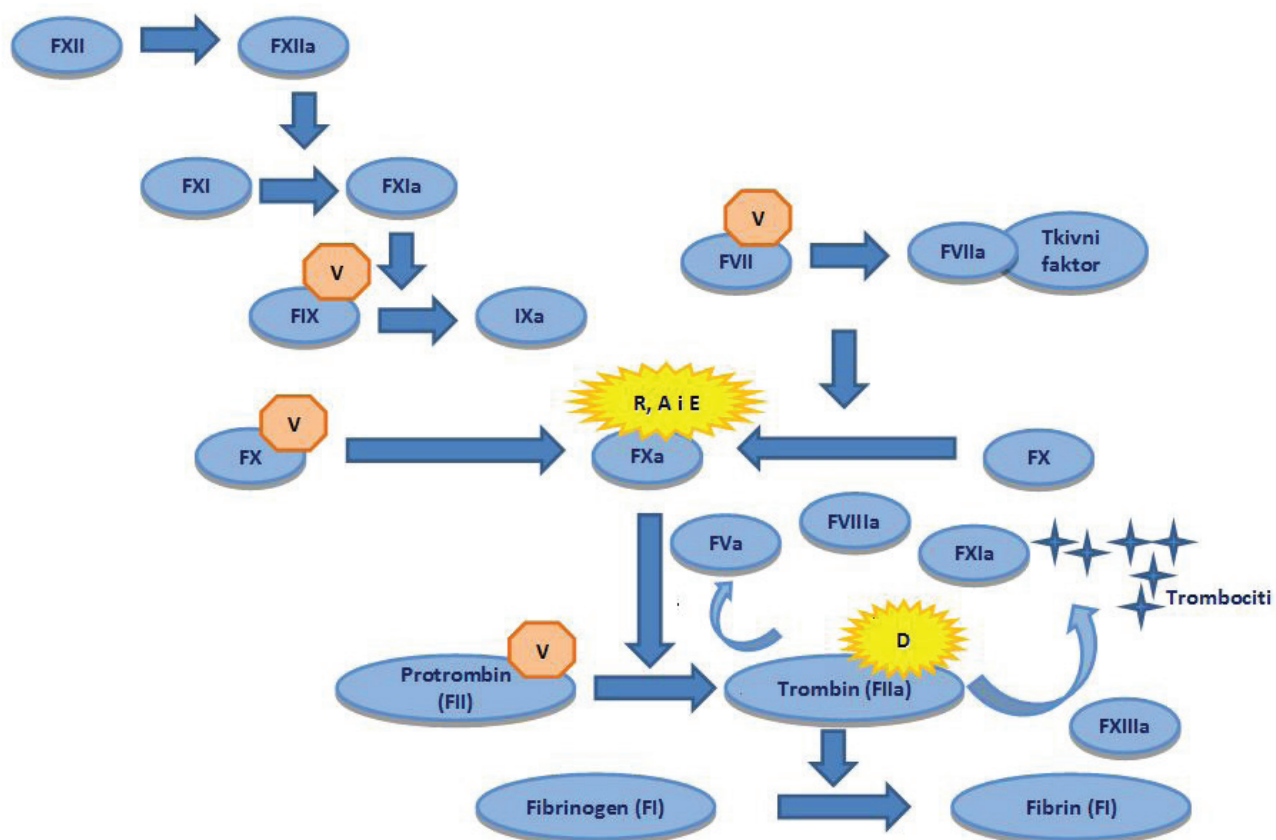 FXII
FXIIa
FXI
FXIa
V
FVII
FVIIa
Tkivni
faktor
V
FIX
IXa
R, A i E
V
FX
FXa
FX
FVIIIa
FVa
FXIa
Trombociti
D
V
Protrombin
(FII)
Trombin (FIIa)
FXIIIa
Fibrinogen (FI)
Fibrin (FI)